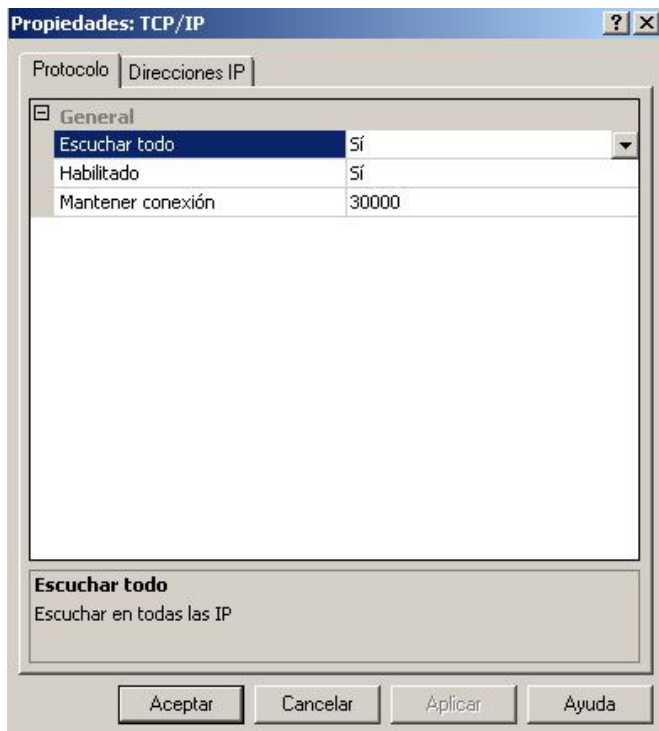 Propiedades: TCP/IP
Protocolo Direcciones IP
General
Escuchar todo Sí
Habilitado Sí
Mantener conexión 30000
Escuchar todo
Escuchar en todas las IP
Aceptar Cancelar Aplicar Ayuda